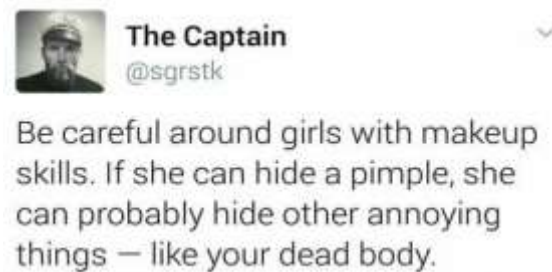 The Captain
@sgrstk
Be careful around girls with makeup
skills. If she can hide a pimple, she
can probably hide other annoying
things — like your dead body.